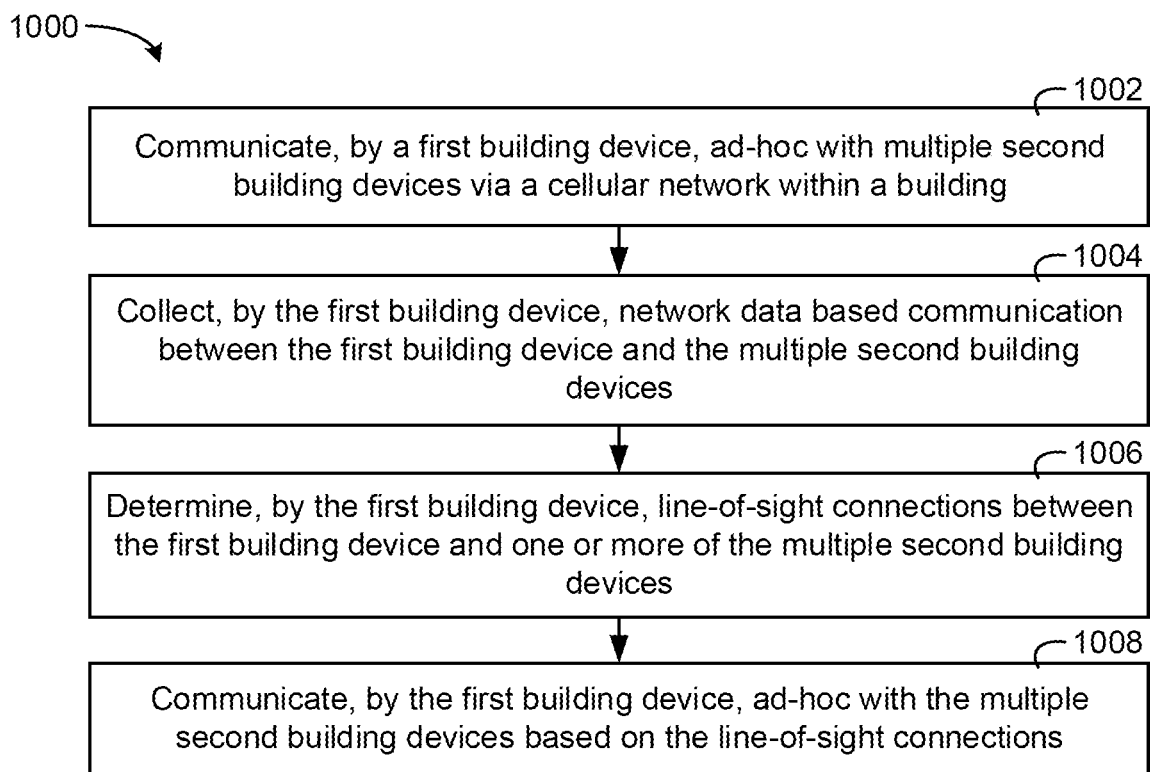 1000
1002
Communicate, by a first building device, ad-hoc with multiple second
building devices via a cellular network within a building
1004
Collect, by the first building device, network data based communication
between the first building device and the multiple second building
devices
1006
Determine, by the first building device, line-of-sight connections between
the first building device and one or more of the multiple second building
devices
1008
Communicate, by the first building device, ad-hoc with the multiple
second building devices based on the line-of-sight connections